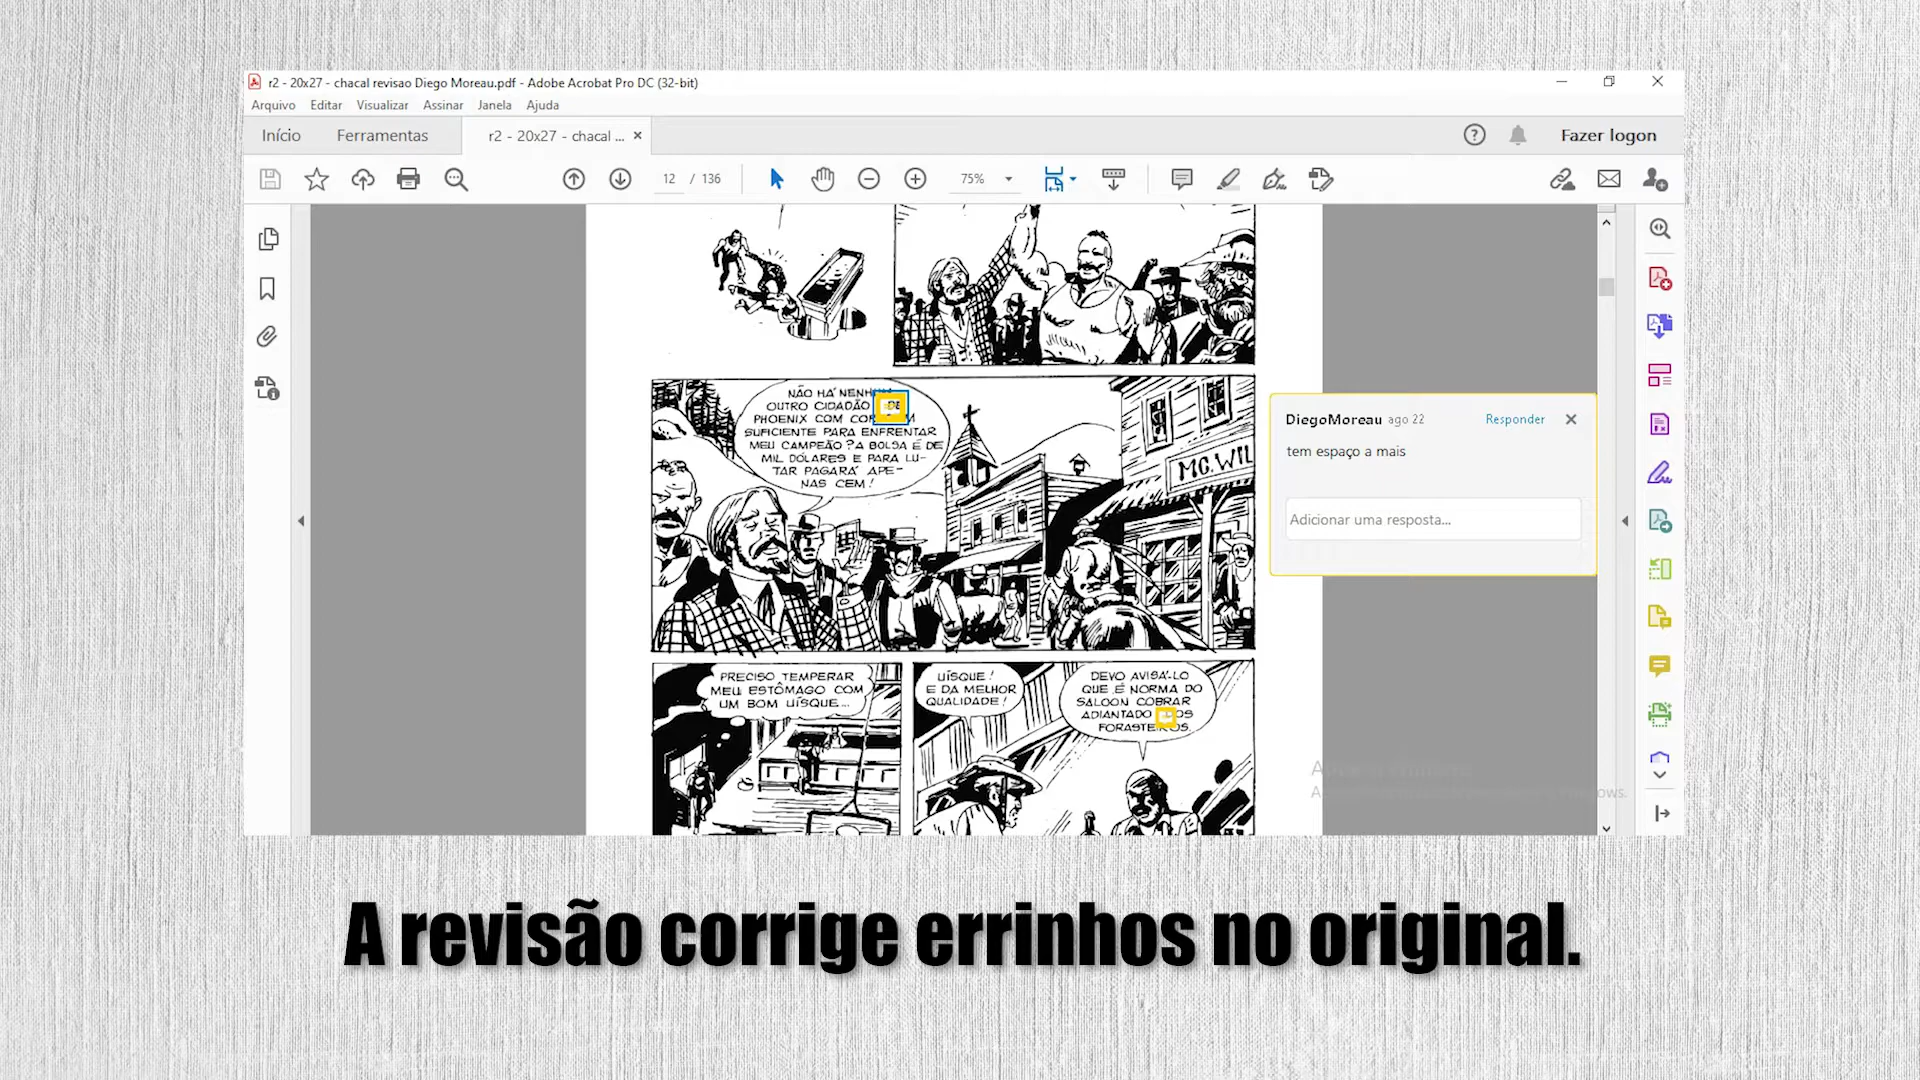 r2 - 20x27 - chacal revisao Diego Moreau.pdf - Adobe Acrobat Pro DC (32-bit)
Arquivo Editar Visualizar Assinar Janela Ajuda
Início Ferramentas r2 - 20x27 - chacal ... Fazer logon
12 / 136 75%
NÃO HÁ
OUTRO CIDADÃO DE
PHOENIX COM
SUFICIENTE PARA ENFRENTAR
MEU CAMPEÃO? A BOLSA É DE
MIL DÓLARES E PARA LU-
TAR PAGARÁ APE-
NAS CEM!
MC. WIL
DiegoMoreau ago 22 Responder
tem espaço a mais
Adicionar uma resposta...
PRECISO TEMPERAR
MEU ESTÔMAGO COM
UM BOM UÍSQUE...
UÍSQUE!
E DA MELHOR
QUALIDADE!
DEVO AVISÁ-LO
QUE É NORMA DO
SALOON COBRAR
ADIANTADO
A revisão corrige errinhos no original.